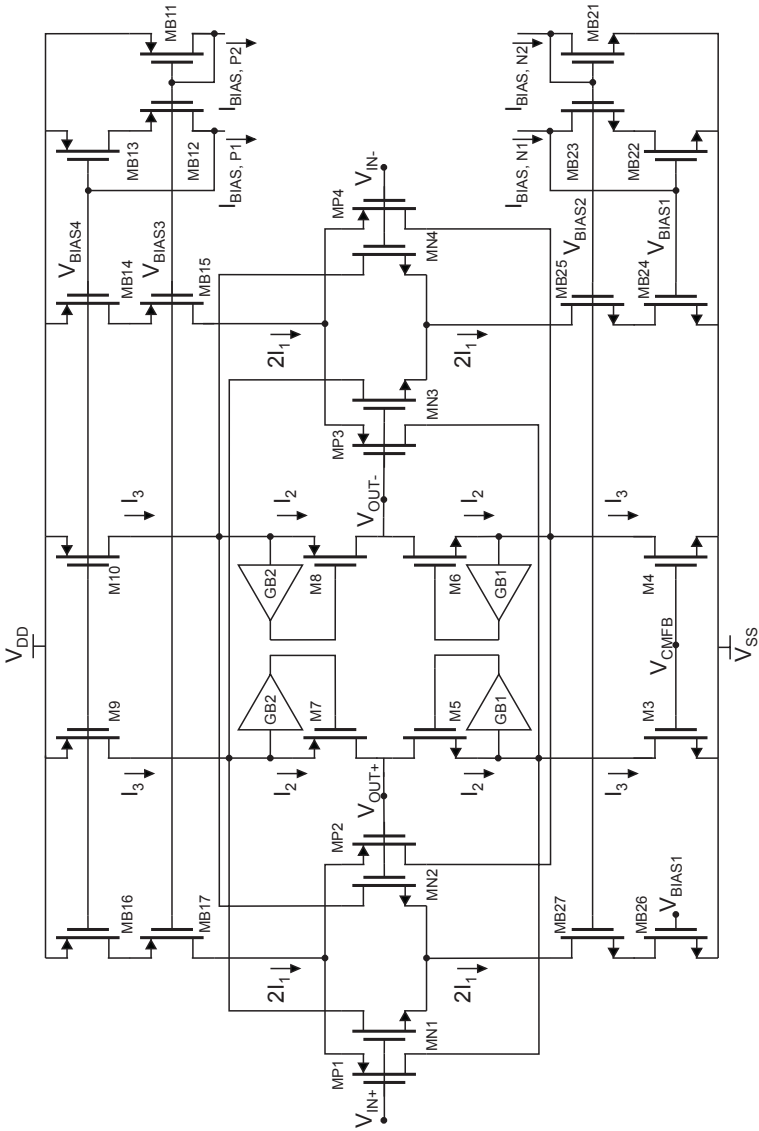 V_DD
MB16
MB17
M9
M10
MB14
MB15
MB13
MB12
MB11
V_BIAS4
V_BIAS3
I_BIAS, P1
I_BIAS, P2
I_3
I_3
2I_1
2I_1
I_2
I_2
GB2
GB2
M7
M8
V_IN+
MP1
MN1
MN2
MP2
V_OUT+
V_OUT-
MP3
MN3
MN4
MP4
V_IN-
2I_1
2I_1
I_2
I_2
M5
M6
GB1
GB1
I_3
I_3
MB27
MB26
V_BIAS1
M3
V_CMFB
M4
MB25
MB24
V_BIAS2
V_BIAS1
I_BIAS, N1
I_BIAS, N2
MB23
MB22
MB21
V_SS